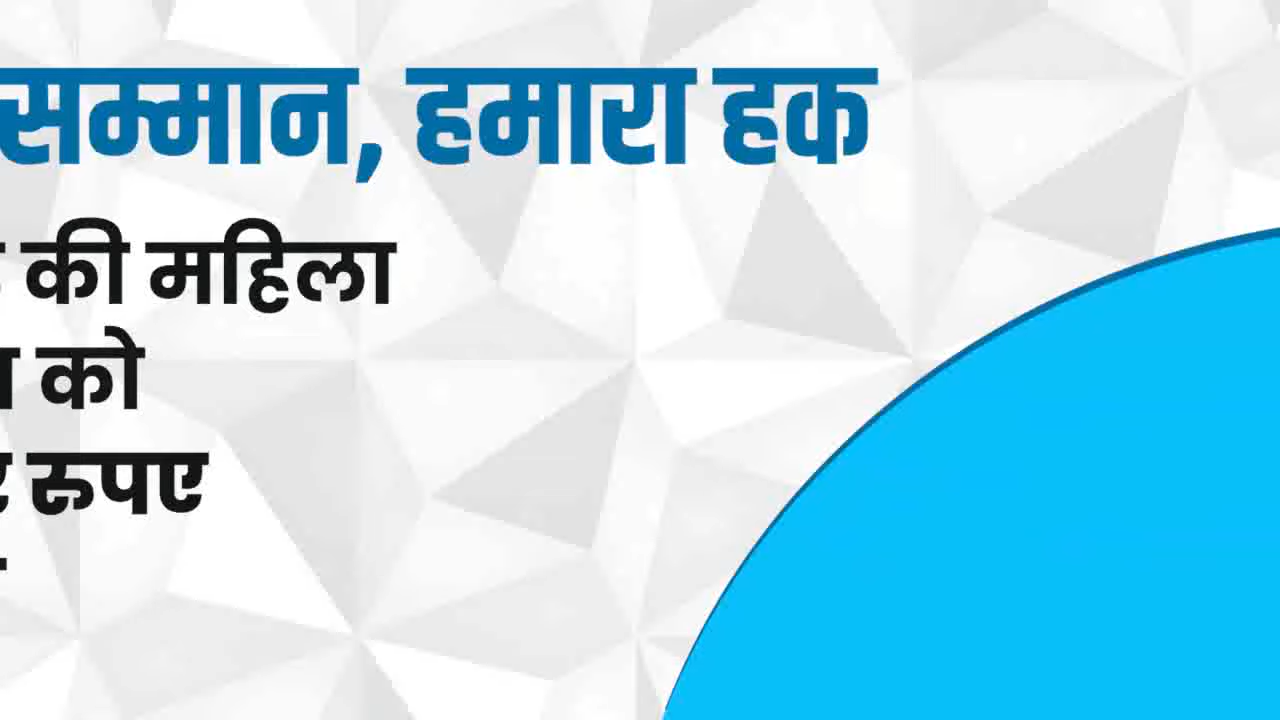 सम्मान, हमारा हक
की महिला
को
रुपए